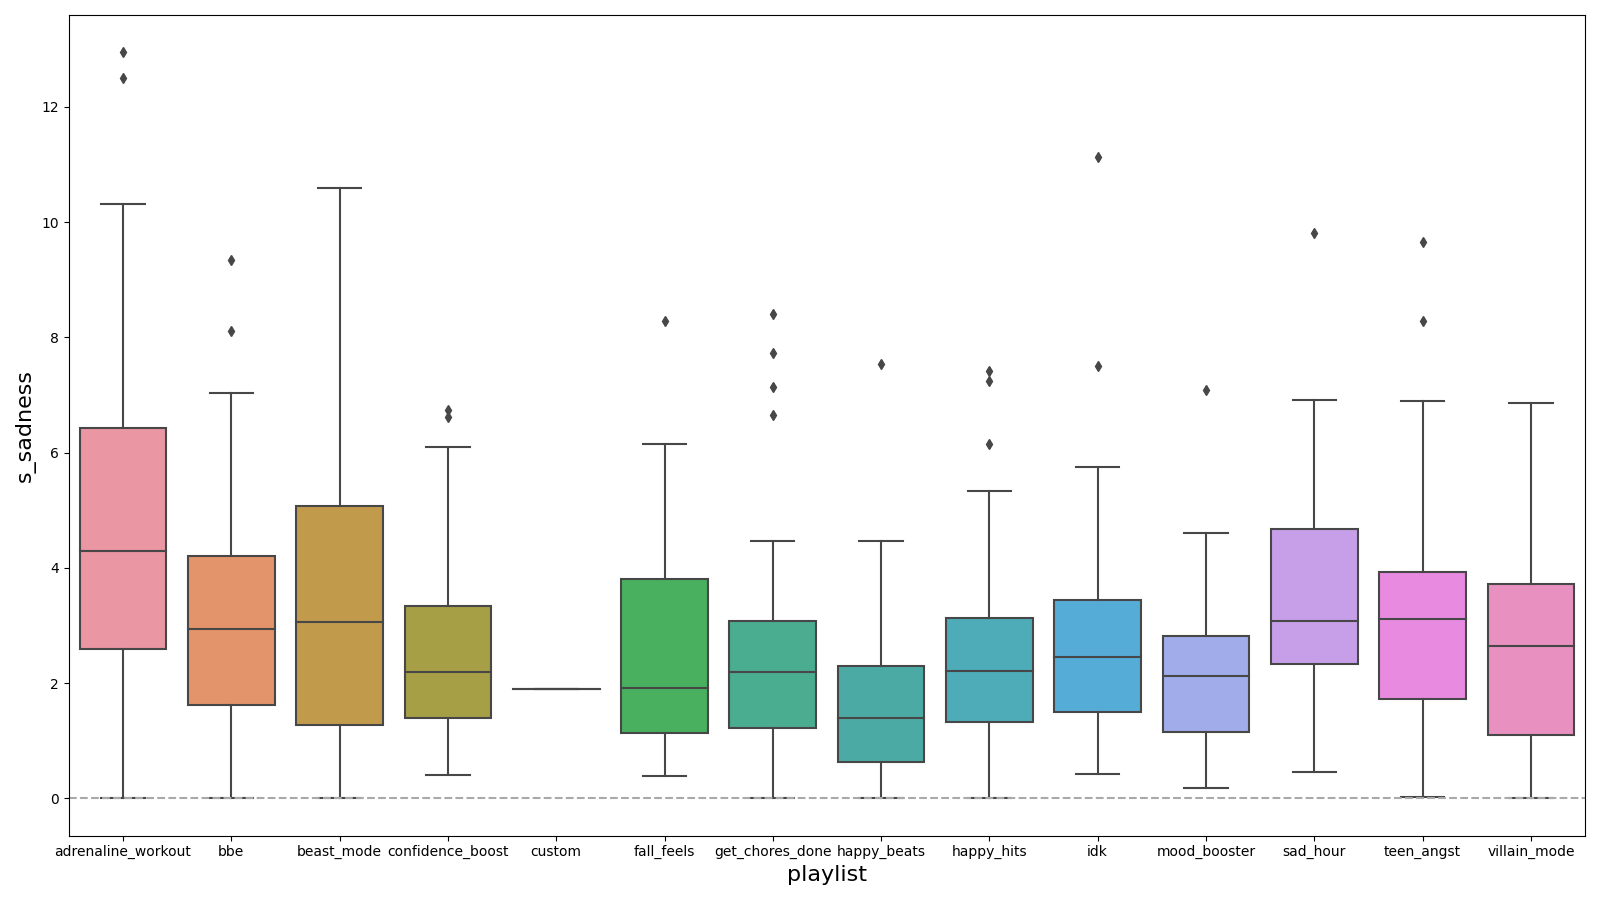 s_sadness
12
10
8
6
4
2
0
adrenaline_workout bbe beast_mode confidence_boost custom fall_feels get_chores_done happy_beats happy_hits idk mood_booster sad_hour teen_angst villain_mode
playlist